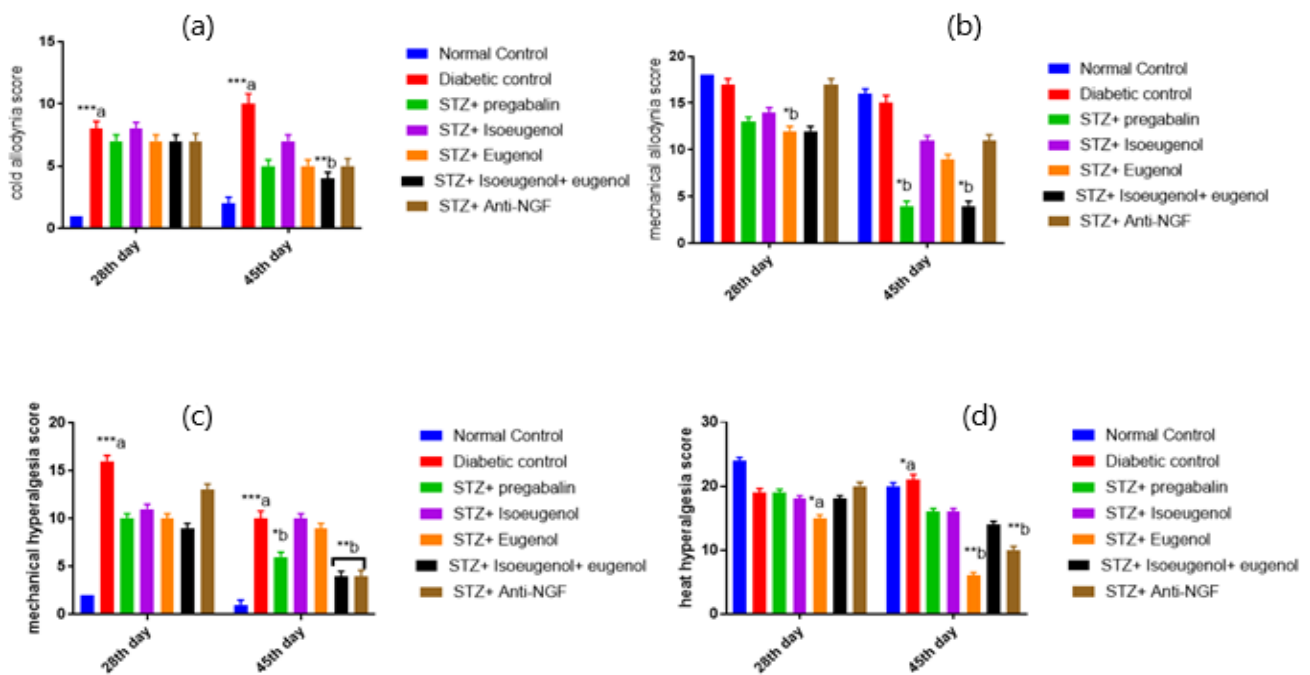 (a)
cold allodynia score
15
10
5
0
***a
***a
**b
28th day
45th day
Normal Control
Diabetic control
STZ+ pregabalin
STZ+ Isoeugenol
STZ+ Eugenol
STZ+ Isoeugenol+ eugenol
STZ+ Anti-NGF
(b)
mechanical allodynia score
20
15
10
5
0
*b
*b
*b
28th day
45th day
Normal Control
Diabetic control
STZ+ pregabalin
STZ+ Isoeugenol
STZ+ Eugenol
STZ+ Isoeugenol+ eugenol
STZ+ Anti-NGF
(c)
mechanical hyperalgesia score
20
15
10
5
0
***a
***a
*b
**b
28th day
45th day
Normal Control
Diabetic control
STZ+ pregabalin
STZ+ Isoeugenol
STZ+ Eugenol
STZ+ Isoeugenol+ eugenol
STZ+ Anti-NGF
(d)
heat hyperalgesia score
30
20
10
0
*a
*a
**b
**b
28th day
45th day
Normal Control
Diabetic control
STZ+ pregabalin
STZ+ Isoeugenol
STZ+ Eugenol
STZ+ Isoeugenol+ eugenol
STZ+ Anti-NGF